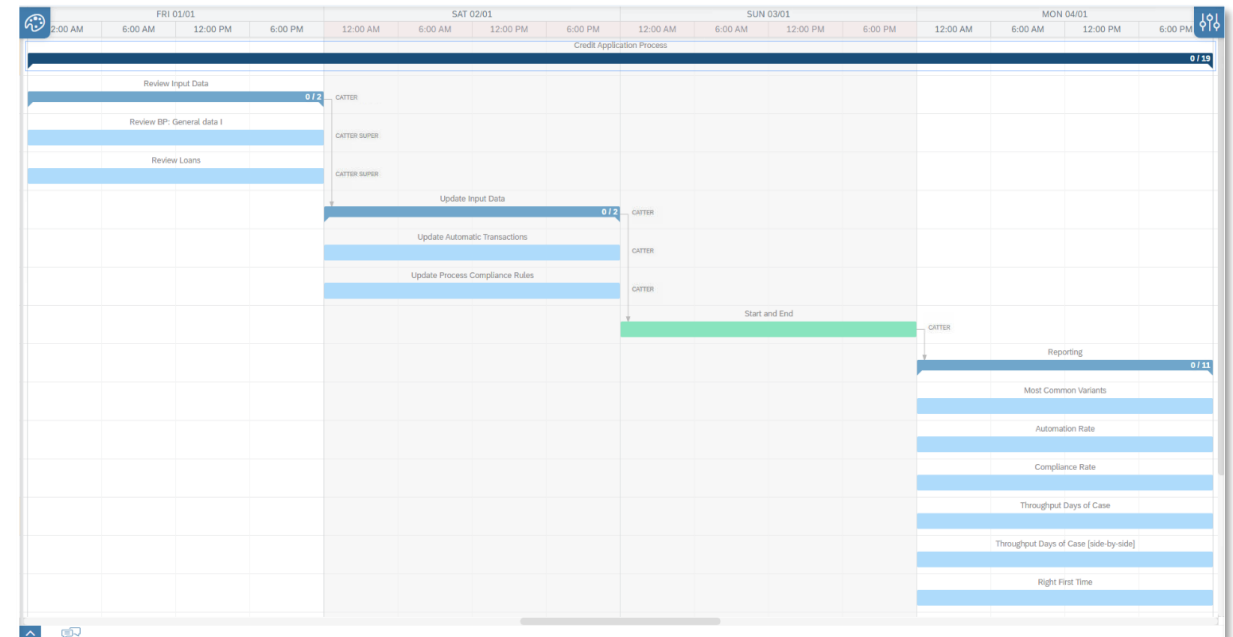 FRI 01/01 SAT 02/01 SUN 03/01 MON 04/01
2:00 AM 6:00 AM 12:00 PM 6:00 PM 12:00 AM 6:00 AM 12:00 PM 6:00 PM 12:00 AM 6:00 AM 12:00 PM 6:00 PM 12:00 AM 6:00 AM 12:00 PM 6:00 PM
Credit Application Process
0 / 19
Review Input Data
0 / 2 CATTER
Review BP: General data I
CATTER SUPER
Review Loans
CATTER SUPER
Update Input Data
0 / 2 CATTER
Update Automatic Transactions
CATTER
Update Process Compliance Rules
CATTER
Start and End
CATTER
Reporting
0 / 11
Most Common Variants
Automation Rate
Compliance Rate
Throughput Days of Case
Throughput Days of Case [side-by-side]
Right First Time